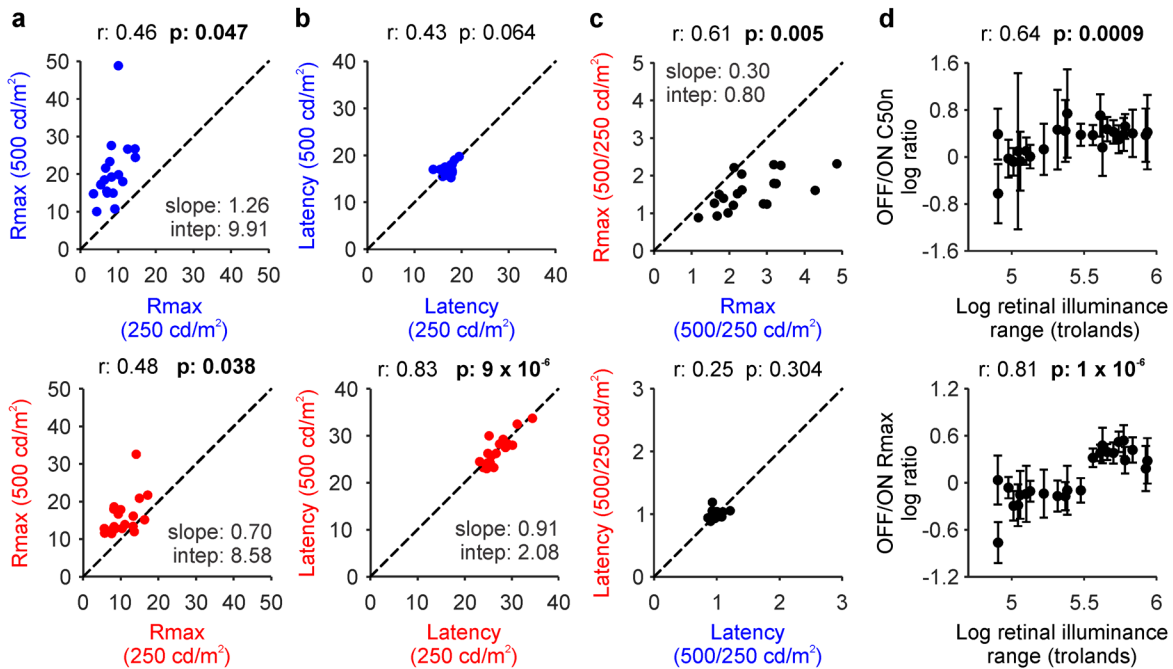 a
r: 0.46 p: 0.047
Rmax (500 cd/m²)
50
40
30
20
10
0
slope: 1.26
intep: 9.91
0 10 20 30 40 50
Rmax
(250 cd/m²)
b
r: 0.43 p: 0.064
Latency (500 cd/m²)
40
30
20
10
0
0 10 20 30 40
Latency
(250 cd/m²)
c
r: 0.61 p: 0.005
Rmax (500/250 cd/m²)
5
4
3
2
1
0
slope: 0.30
intep: 0.80
0 1 2 3 4 5
Rmax
(500/250 cd/m²)
d
r: 0.64 p: 0.0009
OFF/ON C50n
log ratio
1.6
0.8
0
-0.8
-1.6
5 5.5 6
Log retinal illuminance
range (trolands)
r: 0.48 p: 0.038
Rmax (500 cd/m²)
50
40
30
20
10
0
slope: 0.70
intep: 8.58
0 10 20 30 40 50
Rmax
(250 cd/m²)
r: 0.83 p: 9 x 10⁻⁶
Latency (500 cd/m²)
40
30
20
10
0
slope: 0.91
intep: 2.08
0 10 20 30 40
Latency
(250 cd/m²)
r: 0.25 p: 0.304
Latency (500/250 cd/m²)
3
2
1
0
0 1 2 3
Latency
(500/250 cd/m²)
r: 0.81 p: 1 x 10⁻⁶
OFF/ON Rmax
log ratio
1.2
0.6
0
-0.6
-1.2
5 5.5 6
Log retinal illuminance
range (trolands)